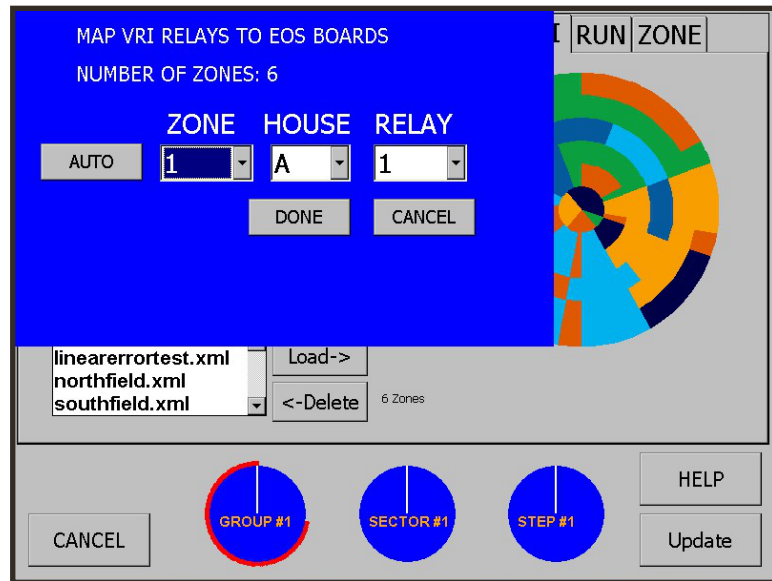 MAP VRI RELAYS TO EOS BOARDS
NUMBER OF ZONES: 6
RUN ZONE
ZONE HOUSE RELAY
AUTO 1 A 1
DONE CANCEL
linearerrortest.xml
northfield.xml
southfield.xml
Load->
<-Delete 6 Zones
GROUP #1 SECTOR #1 STEP #1
HELP
CANCEL
Update